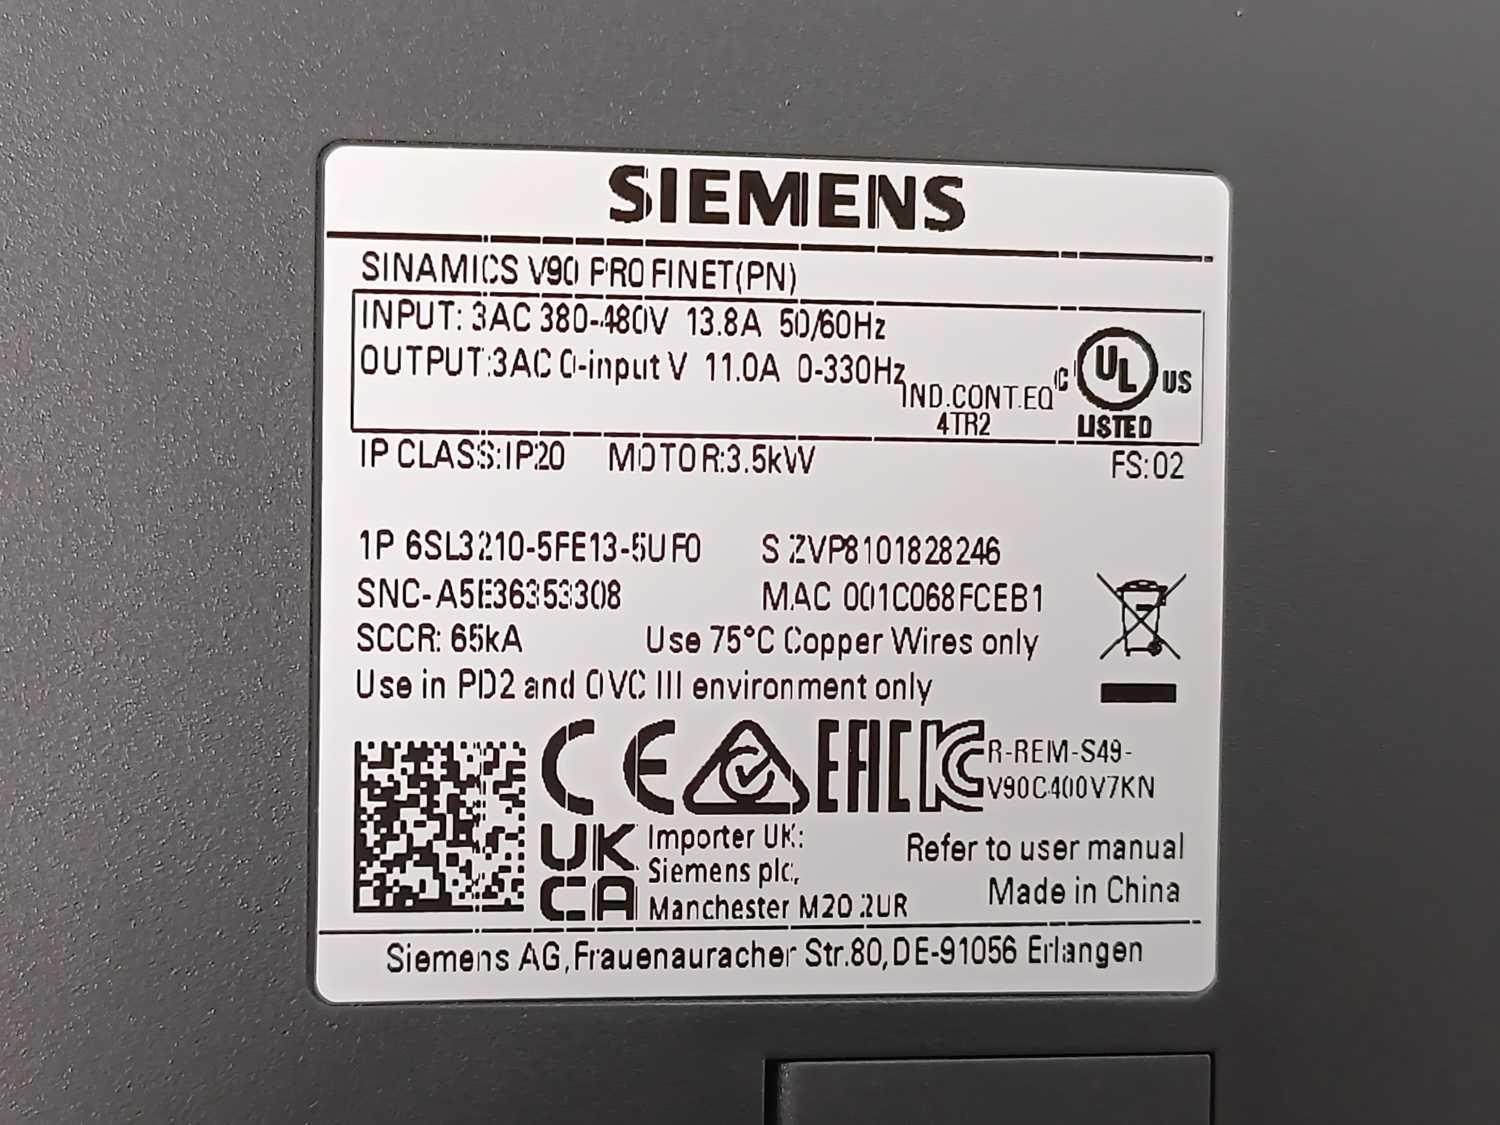 SIEMENS
SINAMICS V90 PROFINET(PN)
INPUT: 3AC 380-480V 13.8A 50/60Hz
OUTPUT:3AC 0-input V 11.0A 0-330Hz
IND.CONT.EQ
4TR2
C UL US
LISTED
IP CLASS:IP20 MOTOR:3.5kW
FS:02
1P 6SL3210-5FE13-5UF0 S ZVP8101828246
SNC-A5E36353308 MAC 001C068FCEB1
SCCR: 65kA Use 75°C Copper Wires only
Use in PD2 and OVC III environment only
CE EAC KC R-REM-S49-
V90C400V7KN
UK
CA
Importer UK:
Siemens plc,
Manchester M20 2UR
Refer to user manual
Made in China
Siemens AG,Frauenauracher Str.80,DE-91056 Erlangen